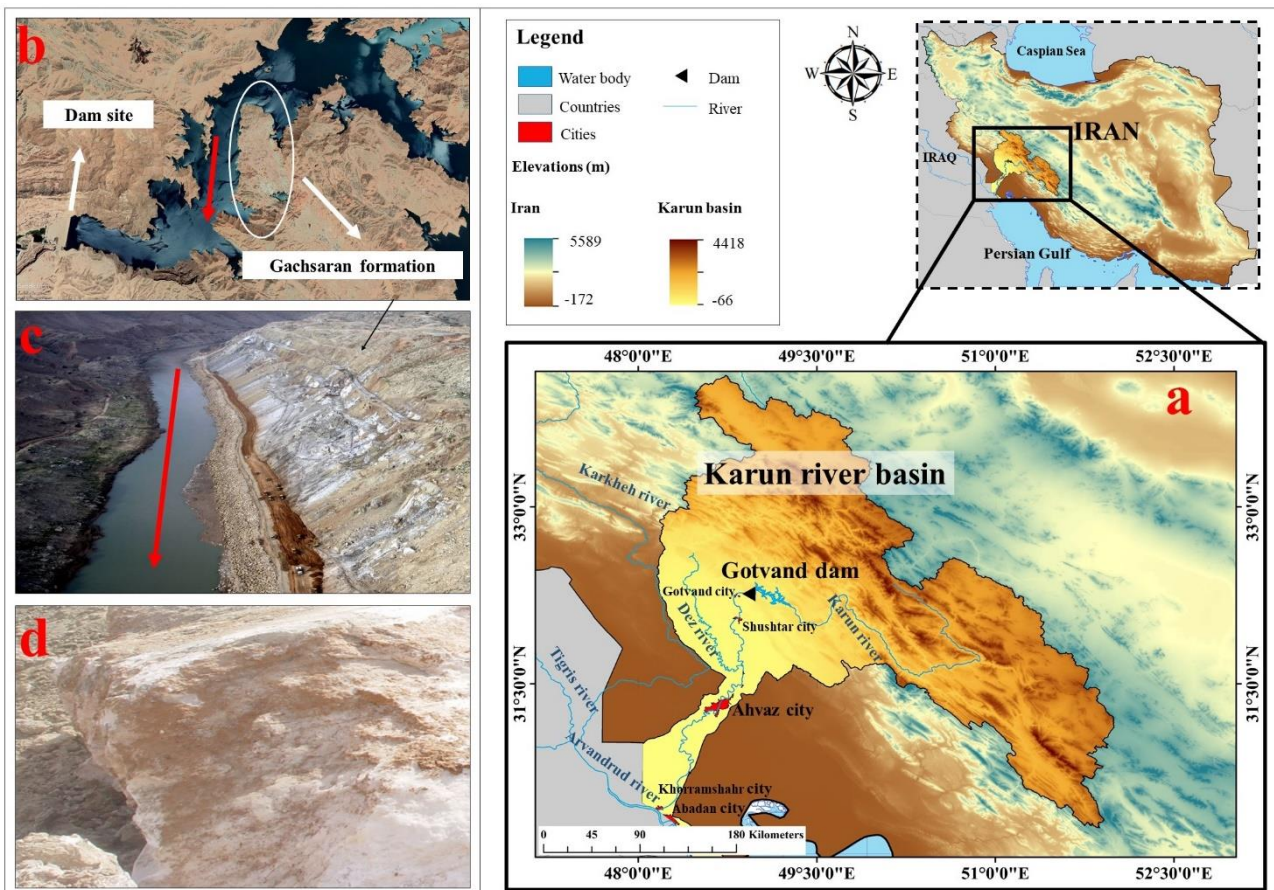 b
Dam site
Gachsaran formation
c
d
Legend
Water body
Countries
Cities
Dam
River
Elevations (m)
Iran
5589
-172
Karun basin
4418
-66
N
W
E
S
Caspian Sea
IRAN
IRAQ
Persian Gulf
48°0'0"E
49°30'0"E
51°0'0"E
52°30'0"E
a
33°0'0"N
33°0'0"N
31°30'0"N
31°30'0"N
Karun river basin
Karkheh river
Gotvand dam
Gotvand city
Shushtar city
Dez river
Karun river
Tigris river
Ahvaz city
Arvandrud river
Khorramshahr city
Abadan city
0 45 90 180 Kilometers
48°0'0"E
49°30'0"E
51°0'0"E
52°30'0"E